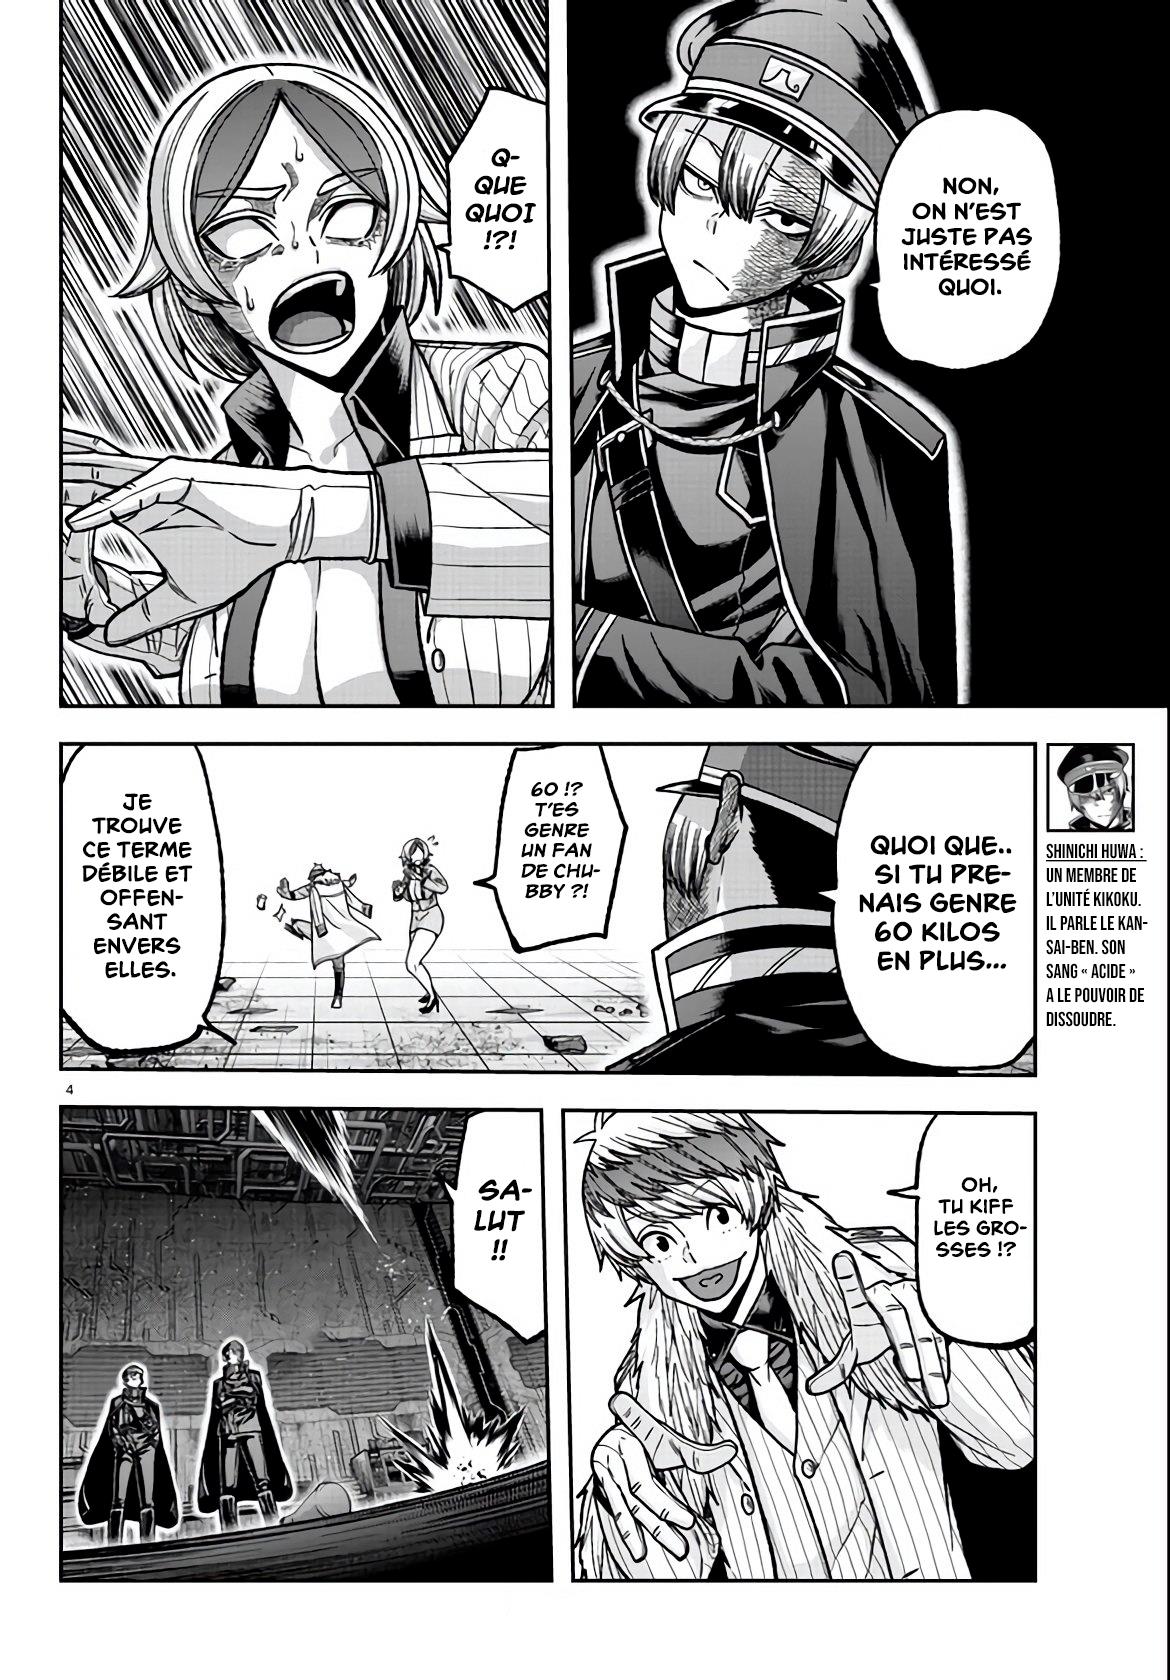 NON,
ON N'EST
JUSTE PAS
INTÉRESSÉ
QUOI.
Q-
QUE
QUOI
!?!
QUOI QUE..
SI TU PRE-
NAIS GENRE
60 KILOS
EN PLUS...
60 !?
T'ES
GENRE
UN FAN
DE CHU-
BBY ?!
JE
TROUVE
CE TERME
DÉBILE ET
OFFEN-
SANT
ENVERS
ELLES.
SHINICHI HUWA :
UN MEMBRE DE
L'UNITÉ KIKOKU.
IL PARLE LE KAN-
SAI-BEN. SON
SANG « ACIDE »
A LE POUVOIR DE
DISSOUDRE.
4
OH,
TU KIFF
LES GRO-
SSES !?
SA-
LUT
!!